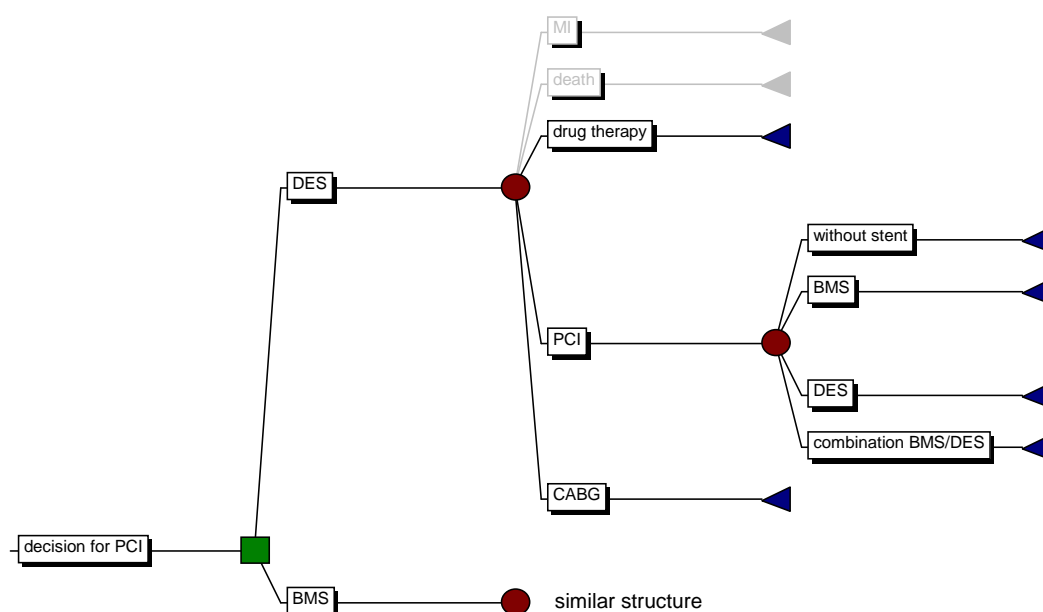 MI
death
drug therapy
DES
without stent
BMS
PCI
DES
combination BMS/DES
CABG
decision for PCI
BMS
similar structure